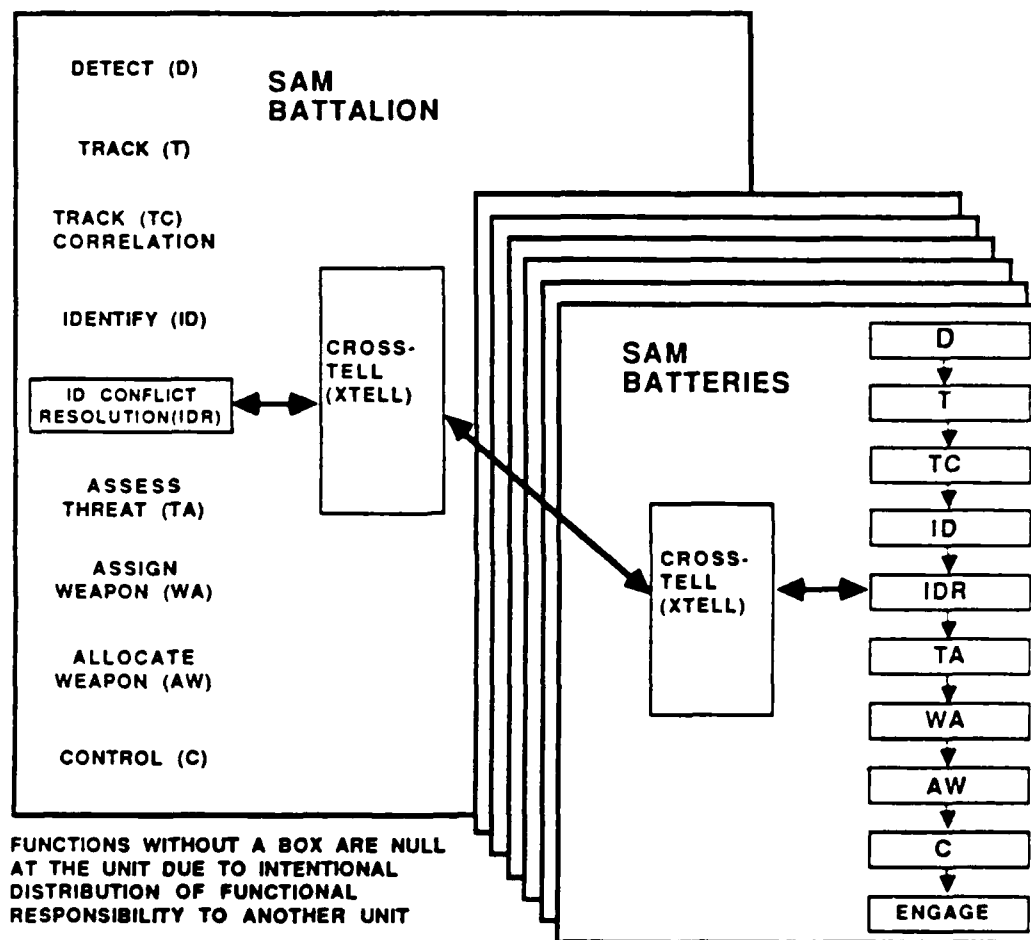 DETECT (D)
SAM
BATTALION
TRACK (T)
TRACK (TC)
CORRELATION
IDENTIFY (ID)
ID CONFLICT
RESOLUTION(IDR)
CROSS-
TELL
(XTELL)
ASSESS
THREAT (TA)
ASSIGN
WEAPON (WA)
ALLOCATE
WEAPON (AW)
CONTROL (C)
SAM
BATTERIES
CROSS-
TELL
(XTELL)
D
T
TC
ID
IDR
TA
WA
AW
C
ENGAGE
FUNCTIONS WITHOUT A BOX ARE NULL
AT THE UNIT DUE TO INTENTIONAL
DISTRIBUTION OF FUNCTIONAL
RESPONSIBILITY TO ANOTHER UNIT